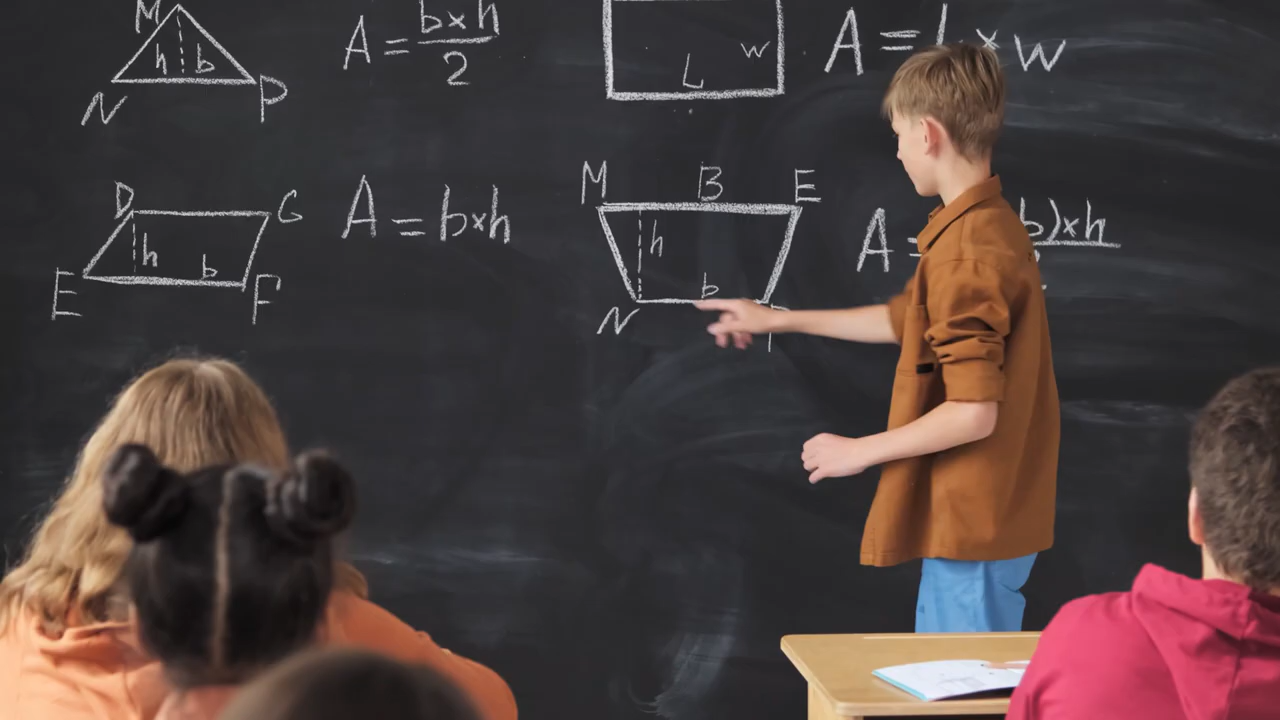 M
h b
N P
A = b×h
2
w
L
A = L × w
D G
h
b
E F
A = b×h
M B E
h
b
N P
A = b)×h